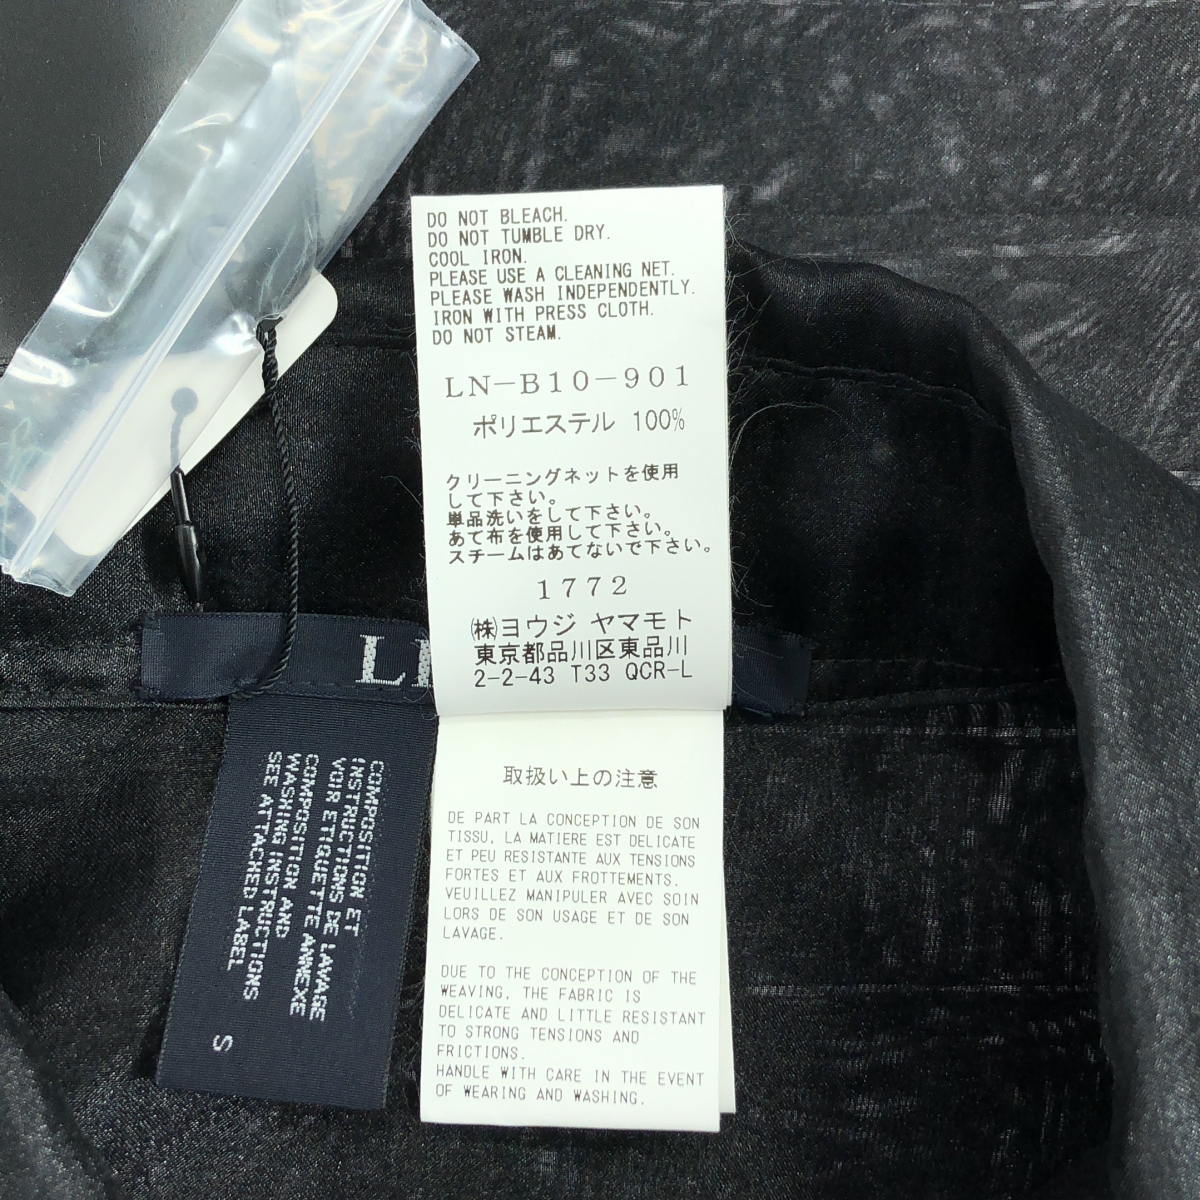 DO NOT BLEACH.
DO NOT TUMBLE DRY.
COOL IRON.
PLEASE USE A CLEANING NET.
PLEASE WASH INDEPENDENTLY.
IRON WITH PRESS CLOTH.
DO NOT STEAM.
LN-B10-901
ポリエステル 100%
クリーニングネットを使用
して下さい。
単品洗いをして下さい。
あて布を使用して下さい。
スチームはあてないで下さい。
1772
㈱ヨウジ ヤマモト
東京都品川区東品川
2-2-43 T33 QCR-L
取扱い上の注意
DE PART LA CONCEPTION DE SON
TISSU, LA MATIERE EST DELICATE
ET PEU RESISTANTE AUX TENSIONS
FORTES ET AUX FROTTEMENTS.
VEUILLEZ MANIPULER AVEC SOIN
LORS DE SON USAGE ET DE SON
LAVAGE.
DUE TO THE CONCEPTION OF THE
WEAVING, THE FABRIC IS
DELICATE AND LITTLE RESISTANT
TO STRONG TENSIONS AND
FRICTIONS.
HANDLE WITH CARE IN THE EVENT
OF WEARING AND WASHING.
COMPOSITION ET
INSTRUCTIONS DE LAVAGE
VOIR ETIQUETTE ANNEXE
COMPOSITION AND
WASHING INSTRUCTIONS
SEE ATTACHED LABEL
S